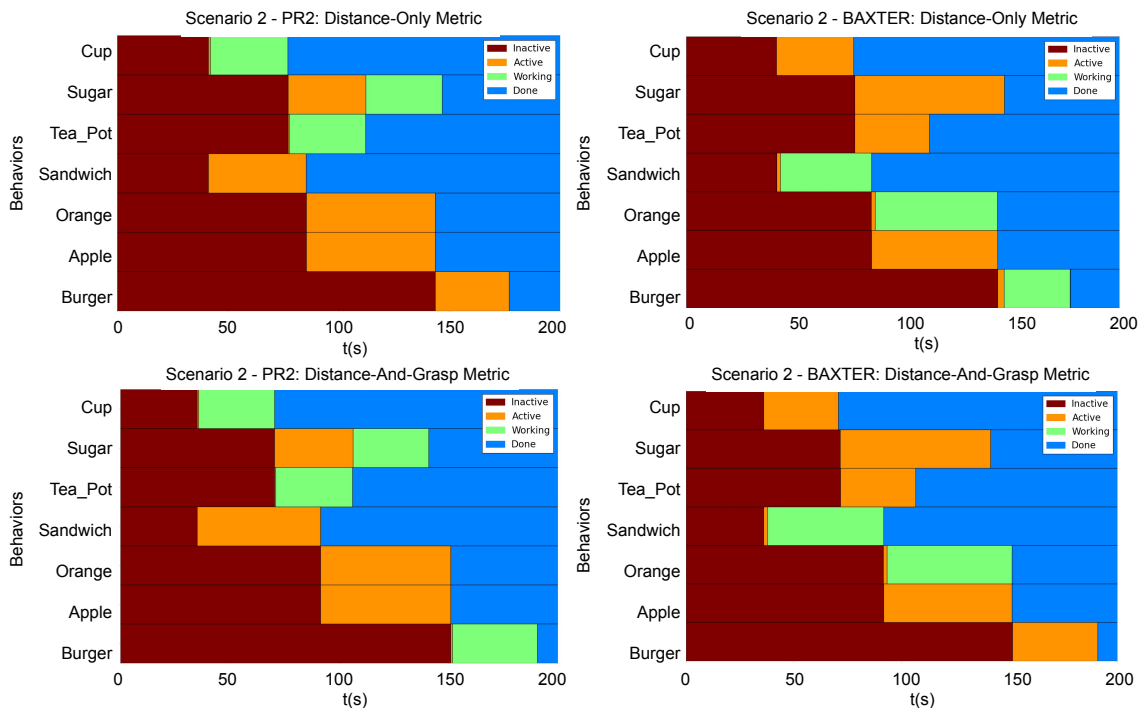 Scenario 2 - PR2: Distance-Only Metric
Behaviors
Cup
Sugar
Tea_Pot
Sandwich
Orange
Apple
Burger
Inactive
Active
Working
Done
0 50 100 150 200
t(s)
Scenario 2 - BAXTER: Distance-Only Metric
Behaviors
Cup
Sugar
Tea_Pot
Sandwich
Orange
Apple
Burger
Inactive
Active
Working
Done
0 50 100 150 200
t(s)
Scenario 2 - PR2: Distance-And-Grasp Metric
Behaviors
Cup
Sugar
Tea_Pot
Sandwich
Orange
Apple
Burger
Inactive
Active
Working
Done
0 50 100 150 200
t(s)
Scenario 2 - BAXTER: Distance-And-Grasp Metric
Behaviors
Cup
Sugar
Tea_Pot
Sandwich
Orange
Apple
Burger
Inactive
Active
Working
Done
0 50 100 150 200
t(s)